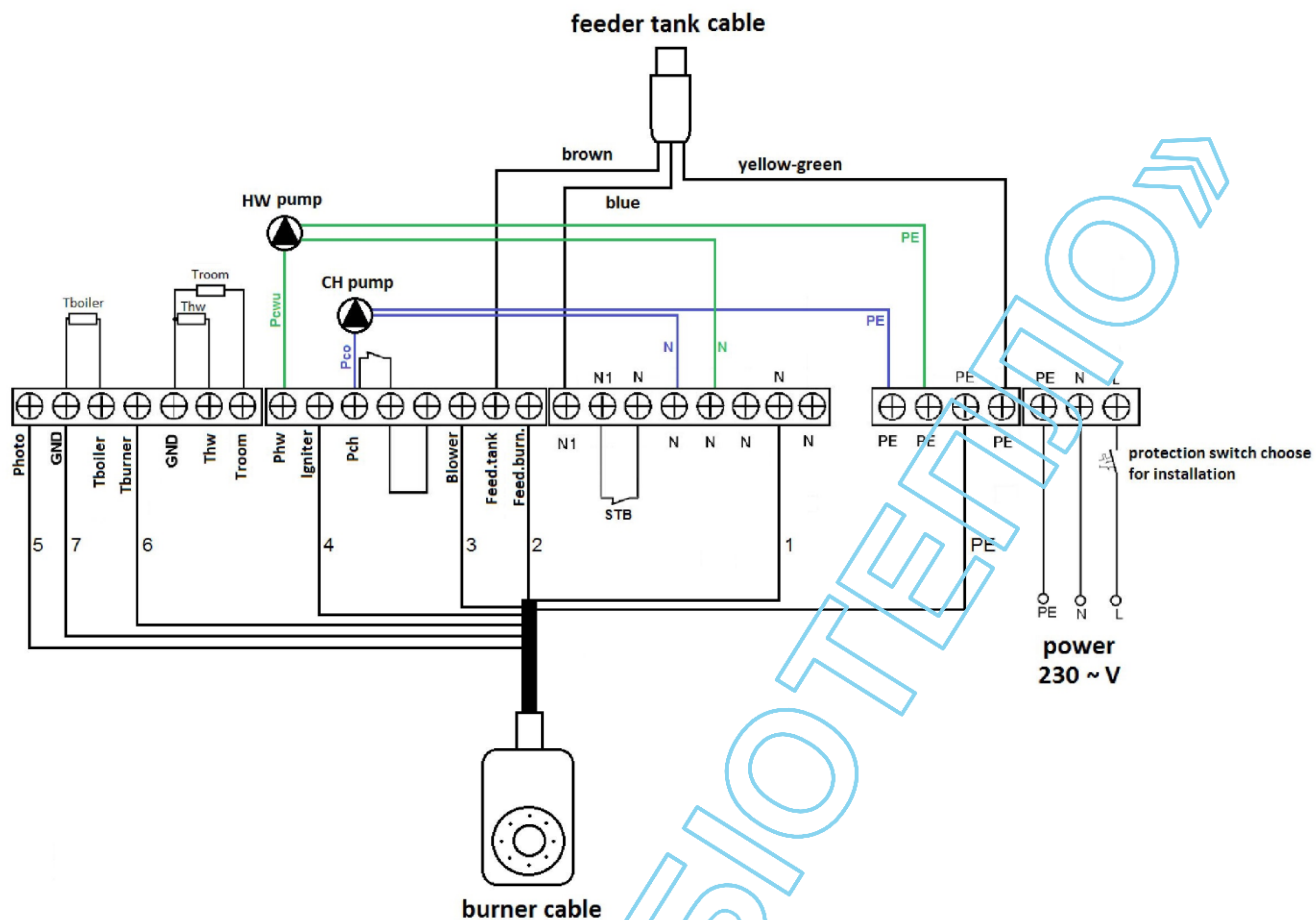 feeder tank cable
brown
yellow-green
blue
HW pump
PE
Troom
Thw
Tboiler
CH pump
Pcwu
Pco
PE
N
N
N1
N
N
PE
PE
N
L
Photo
GND
Tboiler
Tburner
GND
Thw
Troom
Phw
Igniter
Pch
Blower
Feed.tank
Feed.burn.
N1
N
N
N
N
PE
PE
PE
protection switch choose
for installation
STB
5
7
6
4
3
2
1
PE
PE
N
L
power
230 ~ V
burner cable
БІОТЕПЛО»